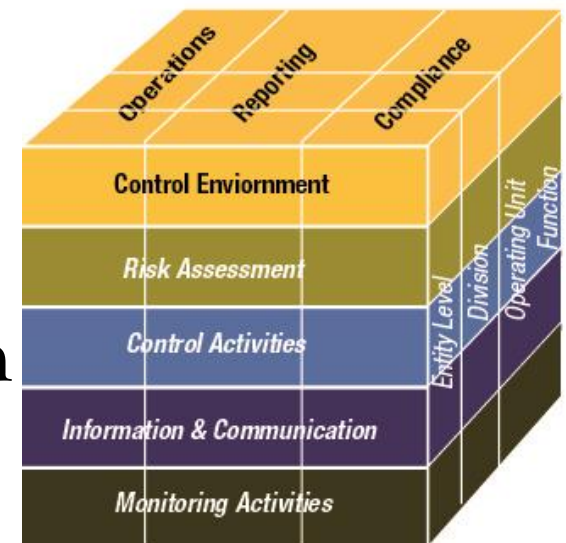 Operations
Reporting
Compliance
Control Enviornment
Risk Assessment
Control Activities
Information & Communication
Monitoring Activities
Entity Level
Division
Operating Unit
Function
n